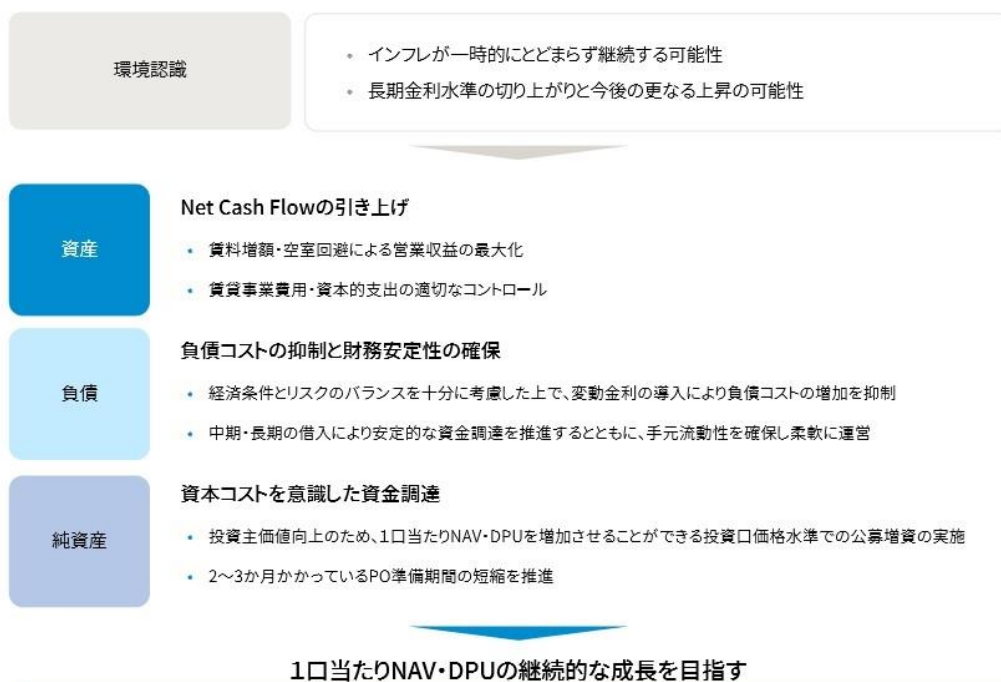 環境認識
• インフレが一時的にとどまらず継続する可能性
• 長期金利水準の切り上がりと今後の更なる上昇の可能性
資産
Net Cash Flowの引き上げ
• 賃料増額・空室回避による営業収益の最大化
• 賃貸事業費用・資本的支出の適切なコントロール
負債
負債コストの抑制と財務安定性の確保
• 経済条件とリスクのバランスを十分に考慮した上で、変動金利の導入により負債コストの増加を抑制
• 中期・長期の借入により安定的な資金調達を推進するとともに、手元流動性を確保し柔軟に運営
純資産
資本コストを意識した資金調達
• 投資主価値向上のため、1口当たりNAV・DPUを増加させることができる投資口価格水準での公募増資の実施
• 2～3か月かかっているPO準備期間の短縮を推進
1口当たりNAV・DPUの継続的な成長を目指す